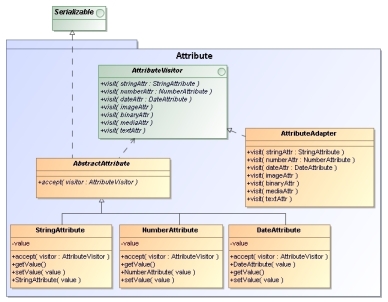 Serializable
Attribute
AttributeVisitor
+visit( stringAttr : StringAttribute )
+visit( numberAttr : NumberAttribute )
+visit( dateAttr : DateAttribute )
+visit( imageAttr )
+visit( binaryAttr )
+visit( mediaAttr )
+visit( textAttr )
AttributeAdapter
+visit( stringAttr : StringAttribute )
+visit( numberAttr : NumberAttribute )
+visit( dateAttr : DateAttribute )
+visit( imageAttr )
+visit( binaryAttr )
+visit( mediaAttr )
+visit( textAttr )
AbstractAttribute
+accept( visitor : AttributeVisitor )
StringAttribute
-value
+accept( visitor : AttributeVisitor )
+getValue()
+setValue( value )
+StringAttribute( value )
NumberAttribute
-value
+accept( visitor : AttributeVisitor )
+getValue()
+NumberAttribute( value )
+setValue( value )
DateAttribute
-value
+accept( visitor : AttributeVisitor )
+DateAttribute( value )
+getValue()
+setValue( value )